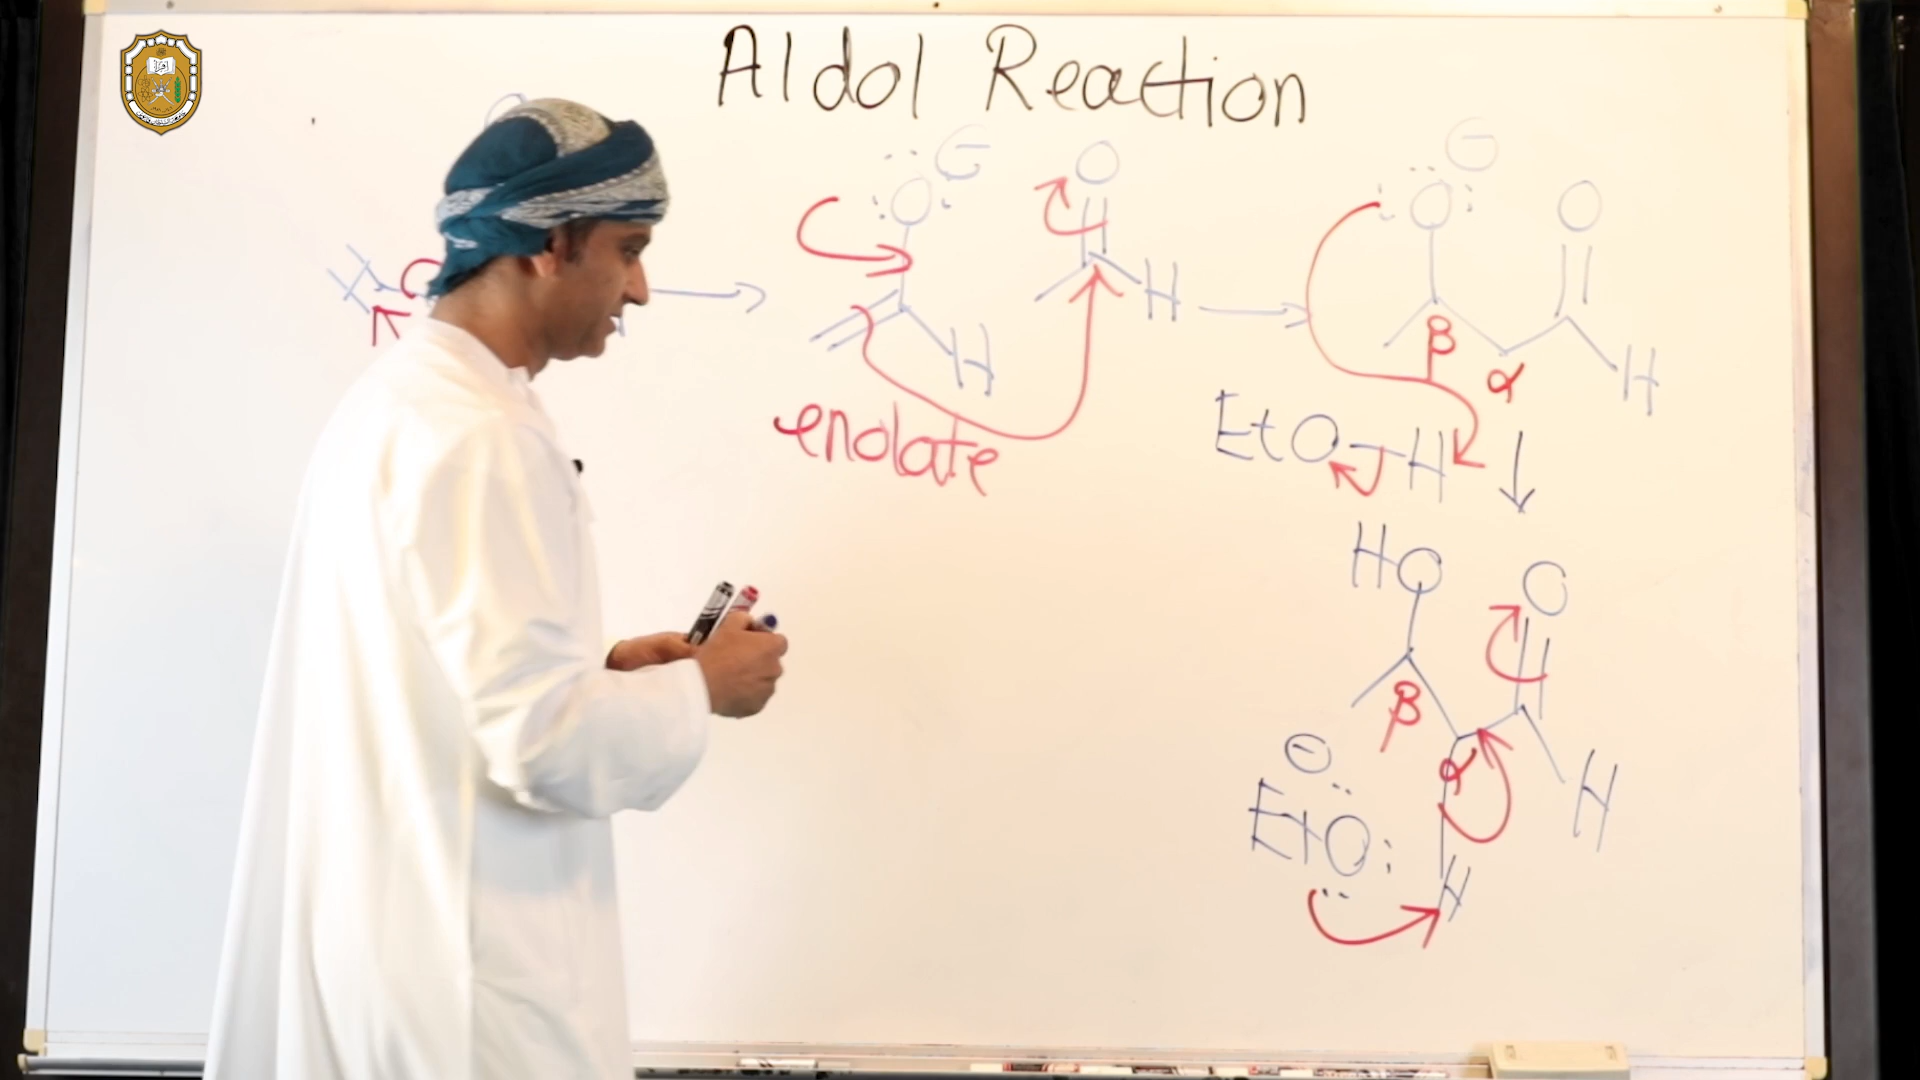 Aldol Reaction
O O O O
H H H
β α
enolate
EtO-H
HO O
β
α
H
EtO
H